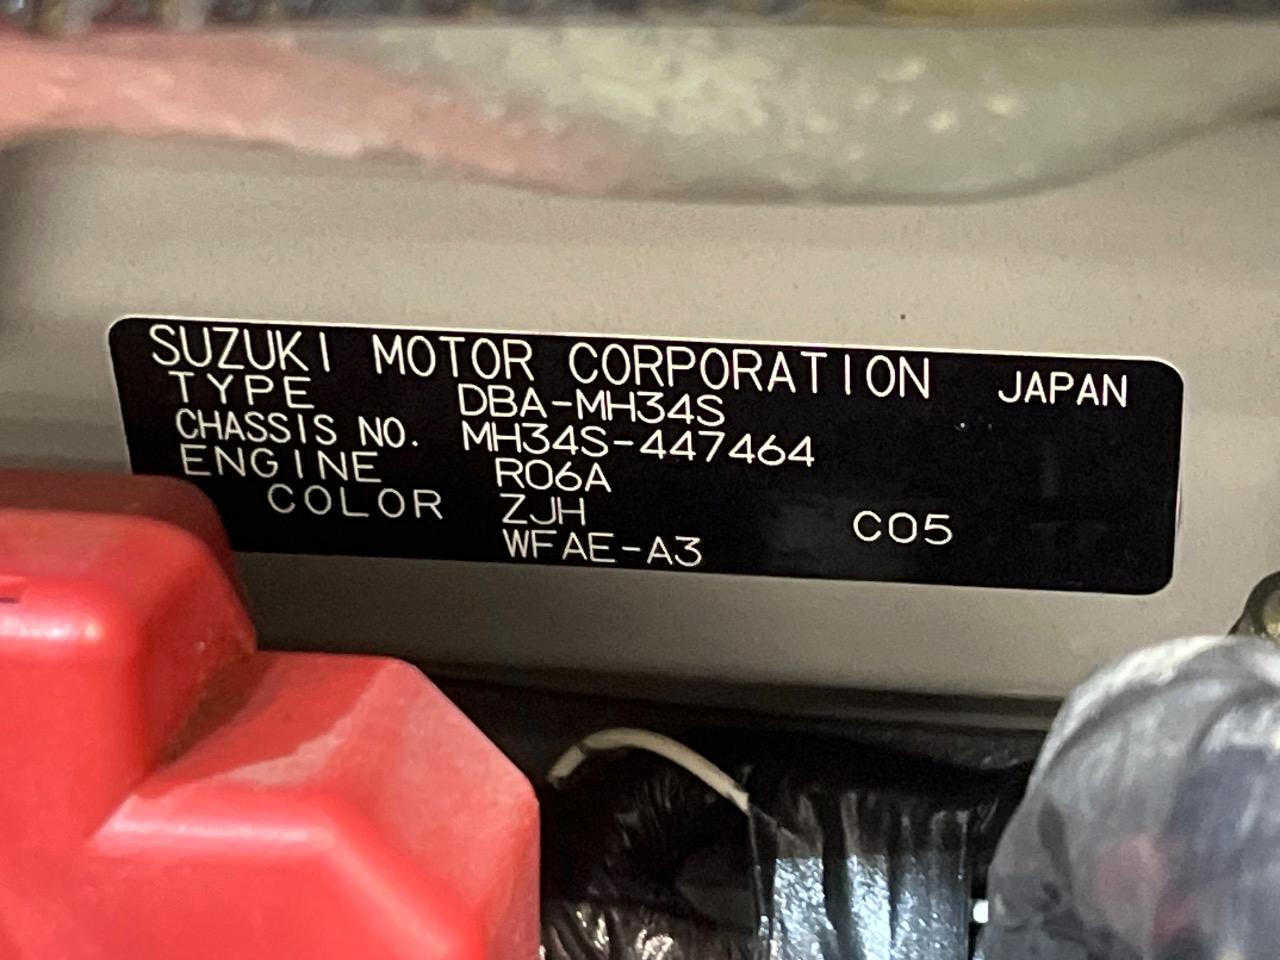 SUZUKI MOTOR CORPORATION JAPAN
TYPE DBA-MH34S
CHASSIS NO. MH34S-447464
ENGINE R06A
COLOR ZJH C05
WFAE-A3